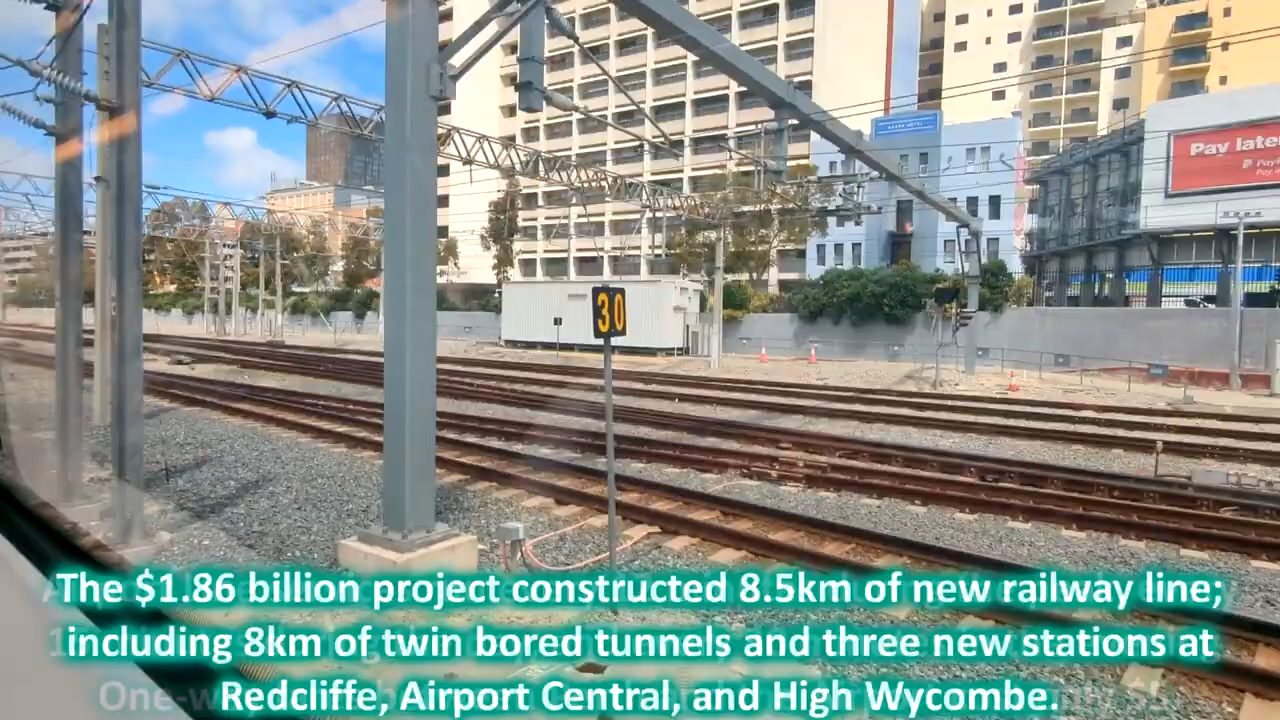 Pay late
30
The $1.86 billion project constructed 8.5km of new railway line;
including 8km of twin bored tunnels and three new stations at
Redcliffe, Airport Central, and High Wycombe.